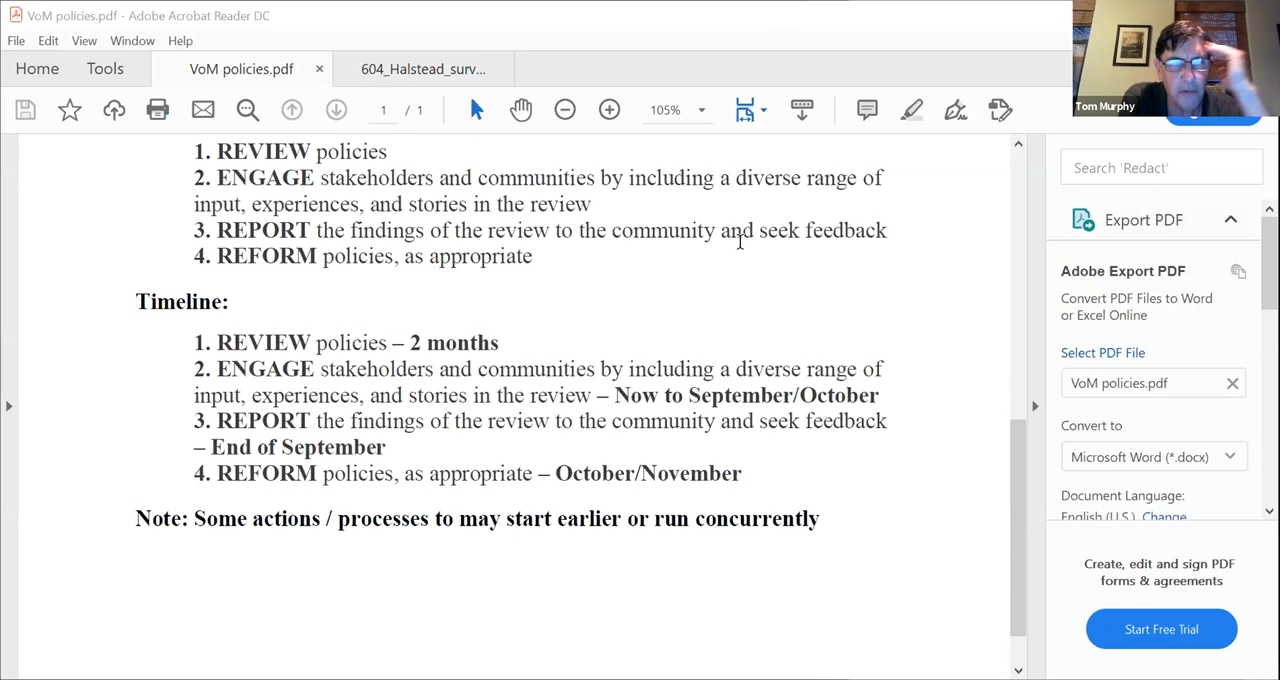 VoM policies.pdf - Adobe Acrobat Reader DC
File Edit View Window Help
Home Tools VoM policies.pdf × 604_Halstead_surv...
1 / 1 105%
Tom Murphy
1. REVIEW policies
2. ENGAGE stakeholders and communities by including a diverse range of
input, experiences, and stories in the review
3. REPORT the findings of the review to the community and seek feedback
4. REFORM policies, as appropriate
Timeline:
1. REVIEW policies – 2 months
2. ENGAGE stakeholders and communities by including a diverse range of
input, experiences, and stories in the review – Now to September/October
3. REPORT the findings of the review to the community and seek feedback
– End of September
4. REFORM policies, as appropriate – October/November
Note: Some actions / processes to may start earlier or run concurrently
Search 'Redact'
Export PDF
Adobe Export PDF
Convert PDF Files to Word
or Excel Online
Select PDF File
VoM policies.pdf
Convert to
Microsoft Word (*.docx)
Document Language:
English (U.S.) Change
Create, edit and sign PDF
forms & agreements
Start Free Trial